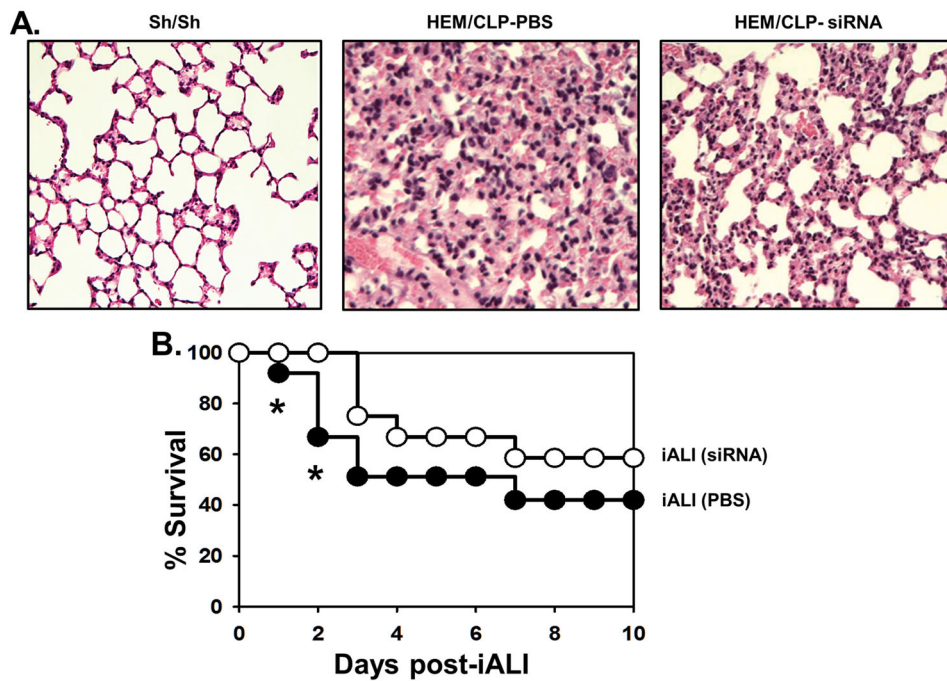 A.
Sh/Sh
HEM/CLP-PBS
HEM/CLP- siRNA
B.
% Survival
100
80
60
40
20
0
*
*
iALI (siRNA)
iALI (PBS)
0 2 4 6 8 10
Days post-iALI